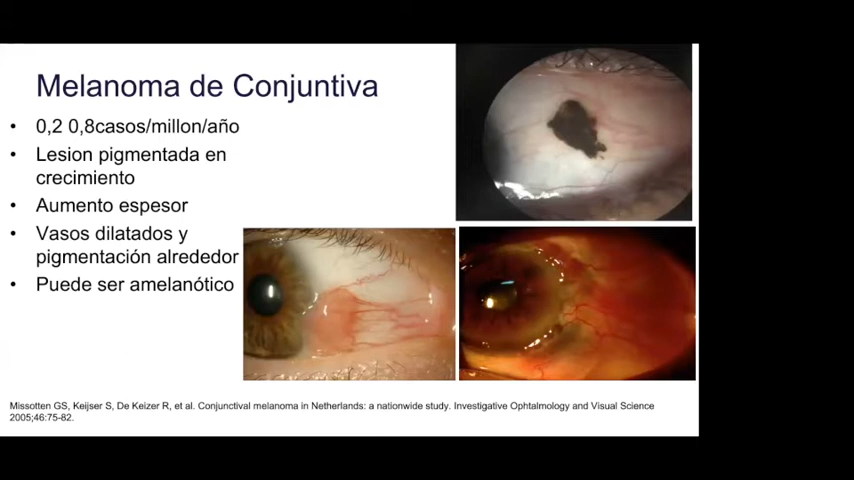 Melanoma de Conjuntiva
• 0,2 0,8casos/millon/año
• Lesion pigmentada en
crecimiento
• Aumento espesor
• Vasos dilatados y
pigmentación alrededor
• Puede ser amelanótico
Missotten GS, Keijser S, De Keizer R, et al. Conjunctival melanoma in Netherlands: a nationwide study. Investigative Ophtalmology and Visual Science
2005;46:75-82.